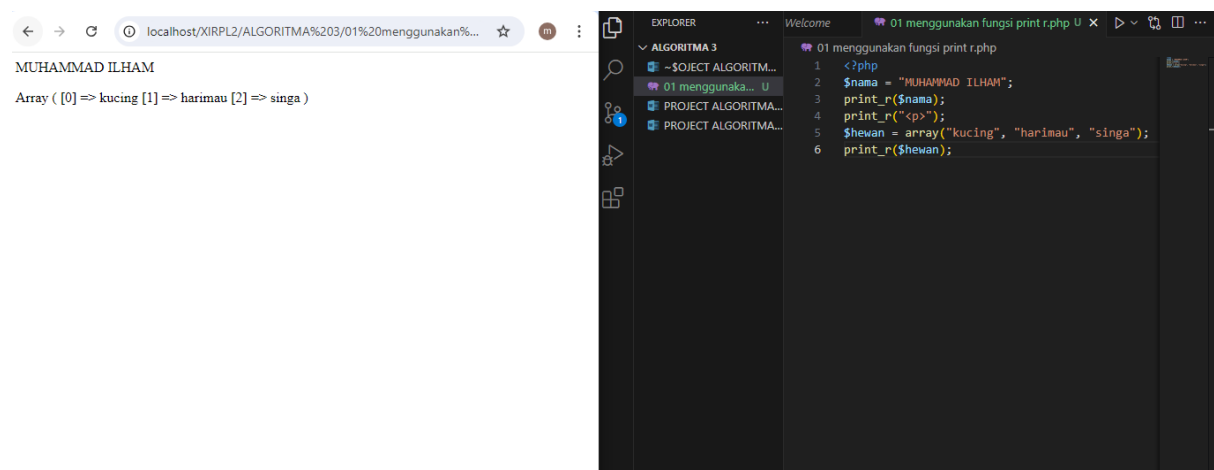 localhost/XIRPL2/ALGORITMA%203/01%20menggunakan%...
m
MUHAMMAD ILHAM
Array ( [0] => kucing [1] => harimau [2] => singa )
EXPLORER
ALGORITMA 3
~$OJECT ALGORITM...
01 menggunaka... U
PROJECT ALGORITMA...
PROJECT ALGORITMA...
1
Welcome
01 menggunakan fungsi print r.php U
01 menggunakan fungsi print r.php
1 <?php
2 $nama = "MUHAMMAD ILHAM";
3 print_r($nama);
4 print_r("<p>");
5 $hewan = array("kucing", "harimau", "singa");
6 print_r($hewan);